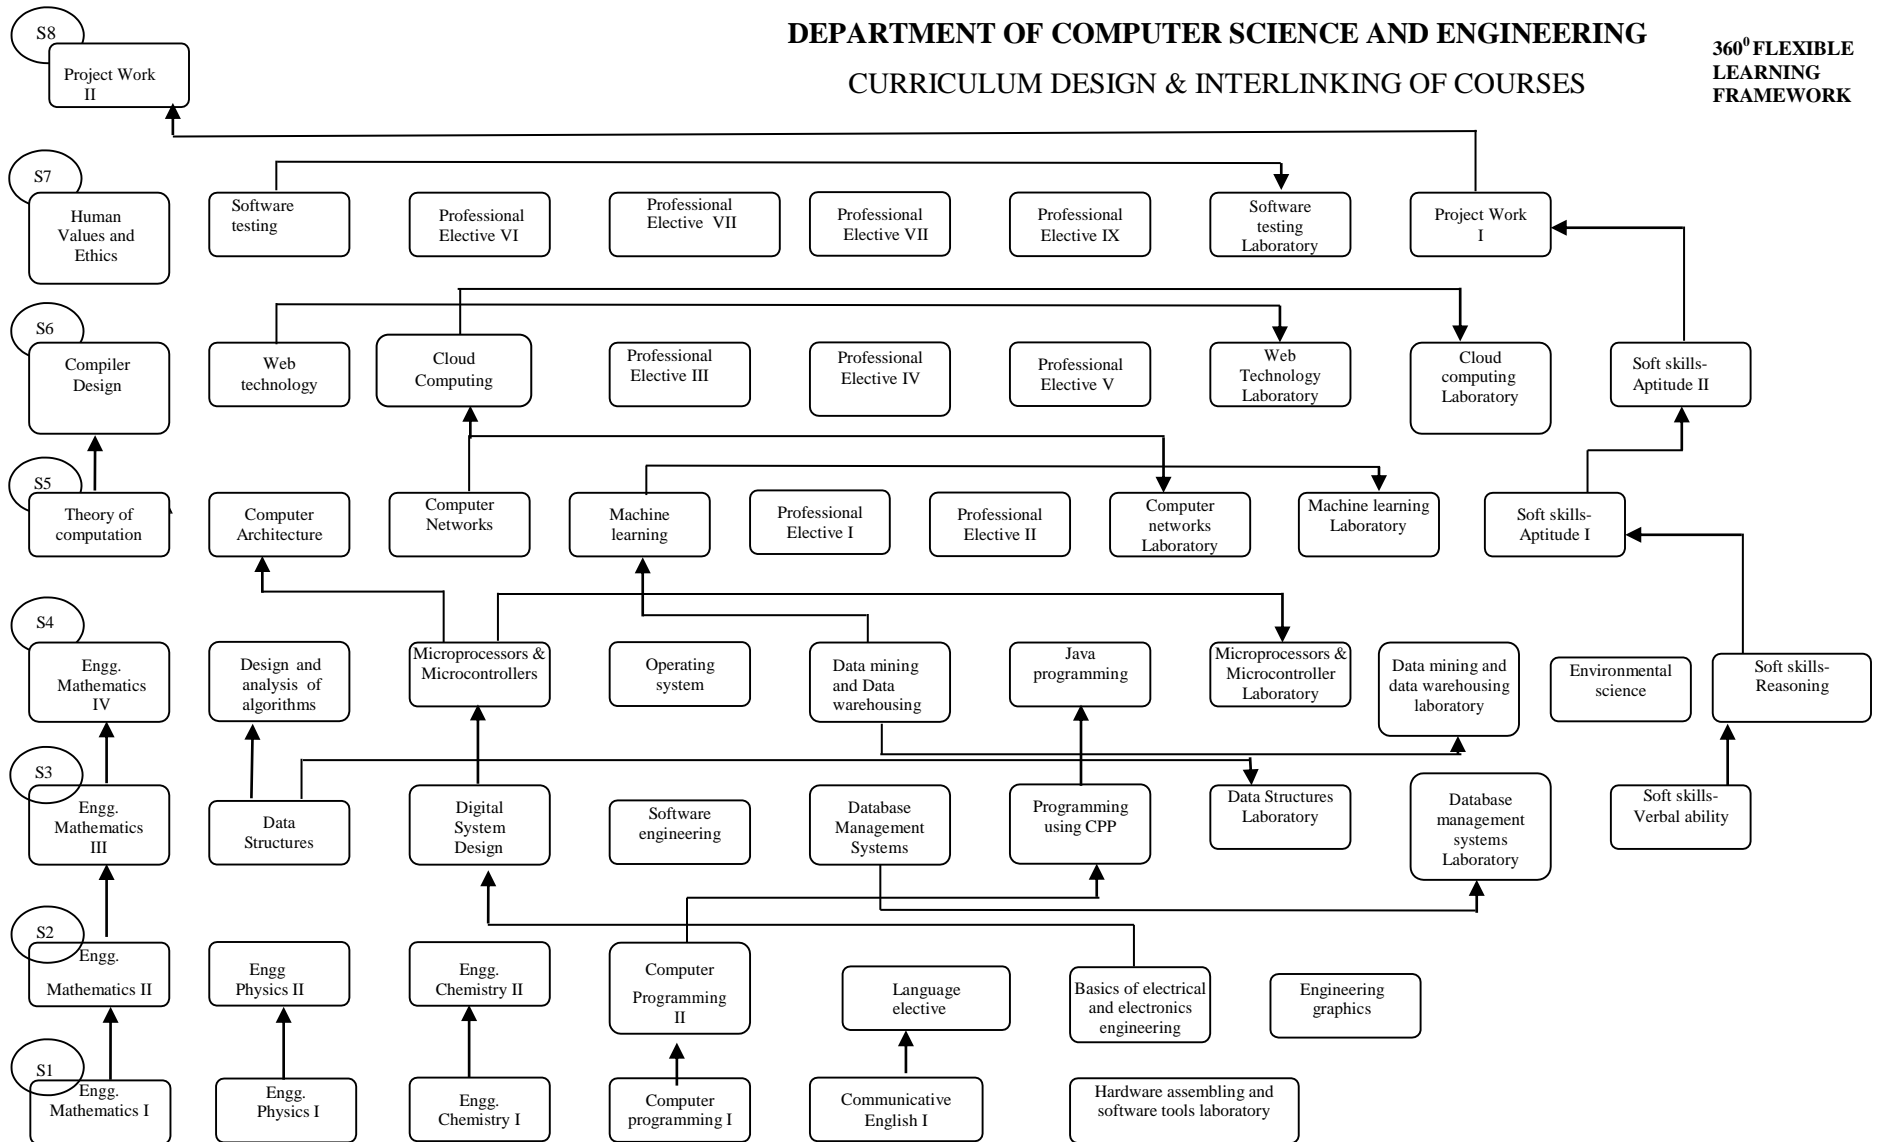 DEPARTMENT OF COMPUTER SCIENCE AND ENGINEERING
CURRICULUM DESIGN & INTERLINKING OF COURSES
360⁰ FLEXIBLE
LEARNING
FRAMEWORK
S8
Project Work
II
S7
Human
Values and
Ethics
Software
testing
Professional
Elective VI
Professional
Elective VII
Professional
Elective VII
Professional
Elective IX
Software
testing
Laboratory
Project Work
I
S6
Compiler
Design
Web
technology
Cloud
Computing
Professional
Elective III
Professional
Elective IV
Professional
Elective V
Web
Technology
Laboratory
Cloud
computing
Laboratory
Soft skills-
Aptitude II
S5
Theory of
computation
Computer
Architecture
Computer
Networks
Machine
learning
Professional
Elective I
Professional
Elective II
Computer
networks
Laboratory
Machine learning
Laboratory
Soft skills-
Aptitude I
S4
Engg.
Mathematics
IV
Design and
analysis of
algorithms
Microprocessors &
Microcontrollers
Operating
system
Data mining
and Data
warehousing
Java
programming
Microprocessors &
Microcontroller
Laboratory
Data mining and
data warehousing
laboratory
Environmental
science
Soft skills-
Reasoning
S3
Engg.
Mathematics
III
Data
Structures
Digital
System
Design
Software
engineering
Database
Management
Systems
Programming
using CPP
Data Structures
Laboratory
Database
management
systems
Laboratory
Soft skills-
Verbal ability
S2
Engg.
Mathematics II
Engg
Physics II
Engg.
Chemistry II
Computer
Programming
II
Language
elective
Basics of electrical
and electronics
engineering
Engineering
graphics
S1
Engg.
Mathematics I
Engg.
Physics I
Engg.
Chemistry I
Computer
programming I
Communicative
English I
Hardware assembling and
software tools laboratory